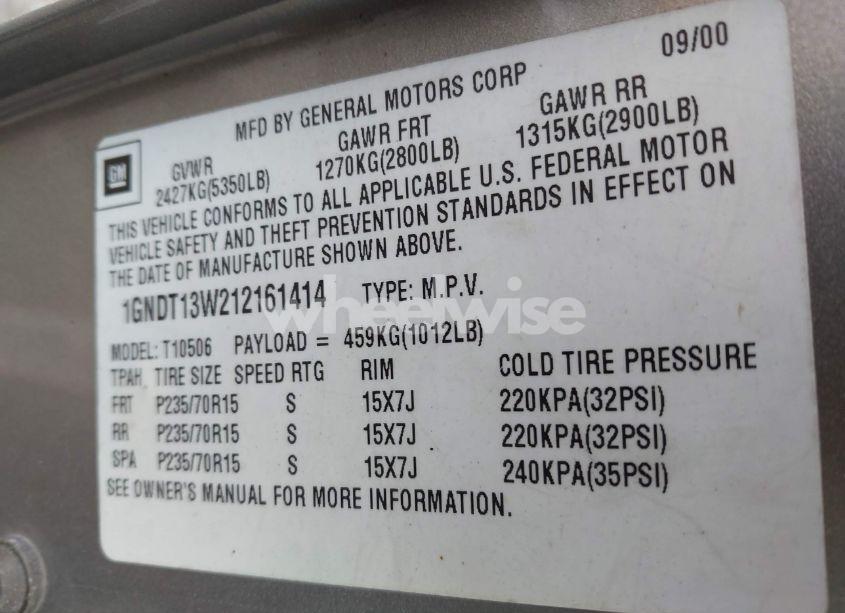 09/00
MFD BY GENERAL MOTORS CORP
GVWR GAWR FRT GAWR RR
2427KG(5350LB) 1270KG(2800LB) 1315KG(2900LB)
GM
THIS VEHICLE CONFORMS TO ALL APPLICABLE U.S. FEDERAL MOTOR
VEHICLE SAFETY AND THEFT PREVENTION STANDARDS IN EFFECT ON
THE DATE OF MANUFACTURE SHOWN ABOVE.
1GNDT13W212161414 TYPE: M.P.V.
wheelwise
MODEL: T10506 PAYLOAD = 459KG(1012LB)
TPAH TIRE SIZE SPEED RTG RIM COLD TIRE PRESSURE
FRT P235/70R15 S 15X7J 220KPA(32PSI)
RR P235/70R15 S 15X7J 220KPA(32PSI)
SPA P235/70R15 S 15X7J 240KPA(35PSI)
SEE OWNER'S MANUAL FOR MORE INFORMATION.